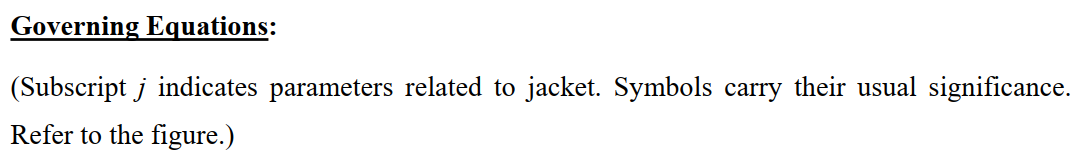 Governing Equations:
(Subscript j indicates parameters related to jacket. Symbols carry their usual significance.
Refer to the figure.)